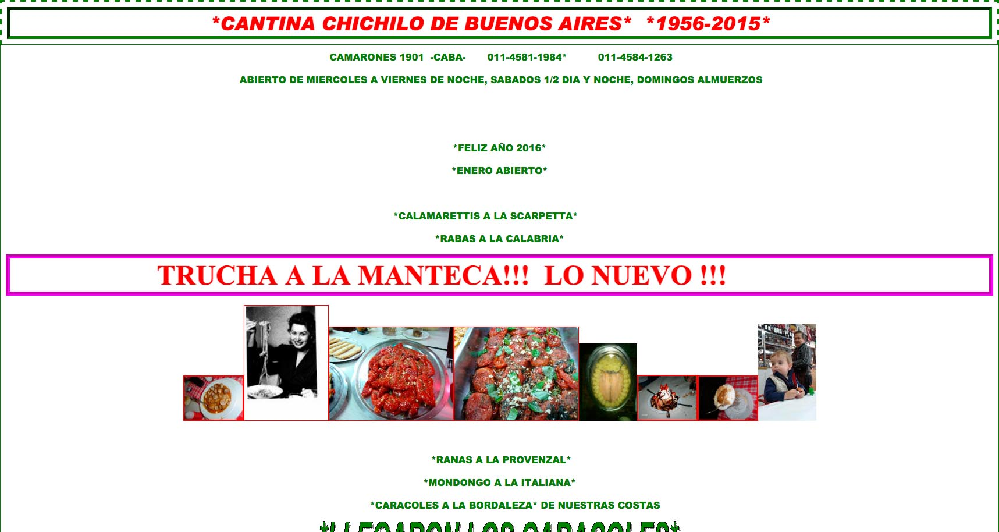 *CANTINA CHICHILO DE BUENOS AIRES* *1956-2015*
CAMARONES 1901 -CABA- 011-4581-1984* 011-4584-1263
ABIERTO DE MIERCOLES A VIERNES DE NOCHE, SABADOS 1/2 DIA Y NOCHE, DOMINGOS ALMUERZOS
*FELIZ AÑO 2016*
*ENERO ABIERTO*
*CALAMARETTIS A LA SCARPETTA*
*RABAS A LA CALABRIA*
TRUCHA A LA MANTECA!!! LO NUEVO !!!
*RANAS A LA PROVENZAL*
*MONDONGO A LA ITALIANA*
*CARACOLES A LA BORDALEZA* DE NUESTRAS COSTAS
*LLEGARON LOS CARACOLES*